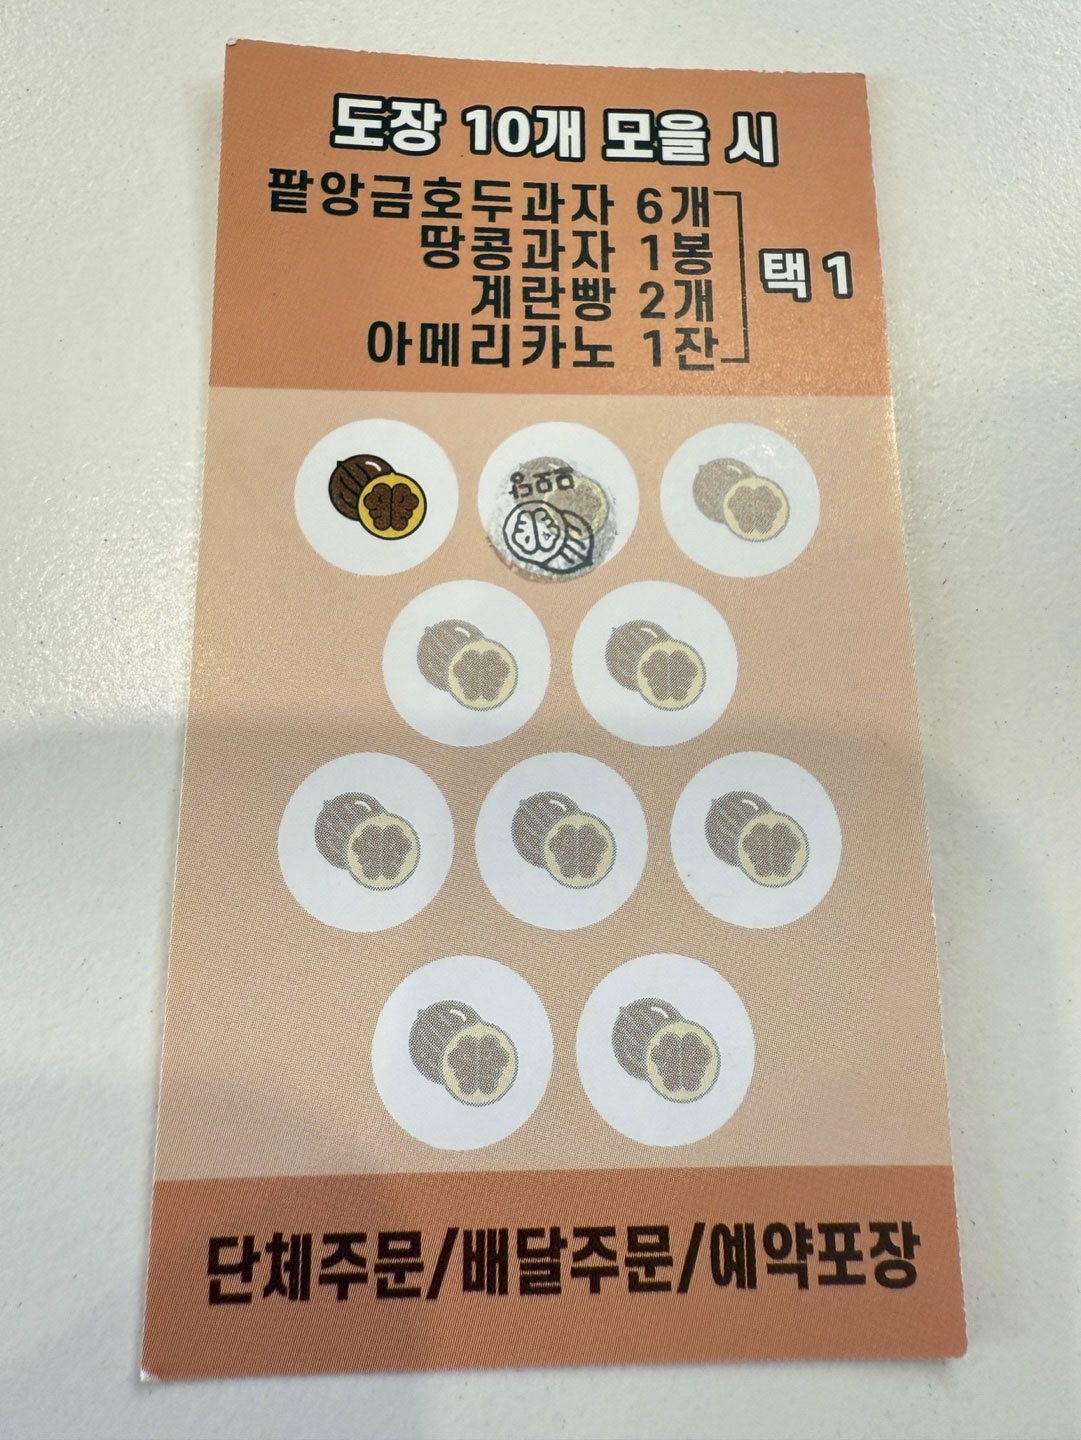 도장 10개 모을 시
팥앙금호두과자 6개
땅콩과자 1봉
계란빵 2개
아메리카노 1잔
택 1
단체주문/배달주문/예약포장